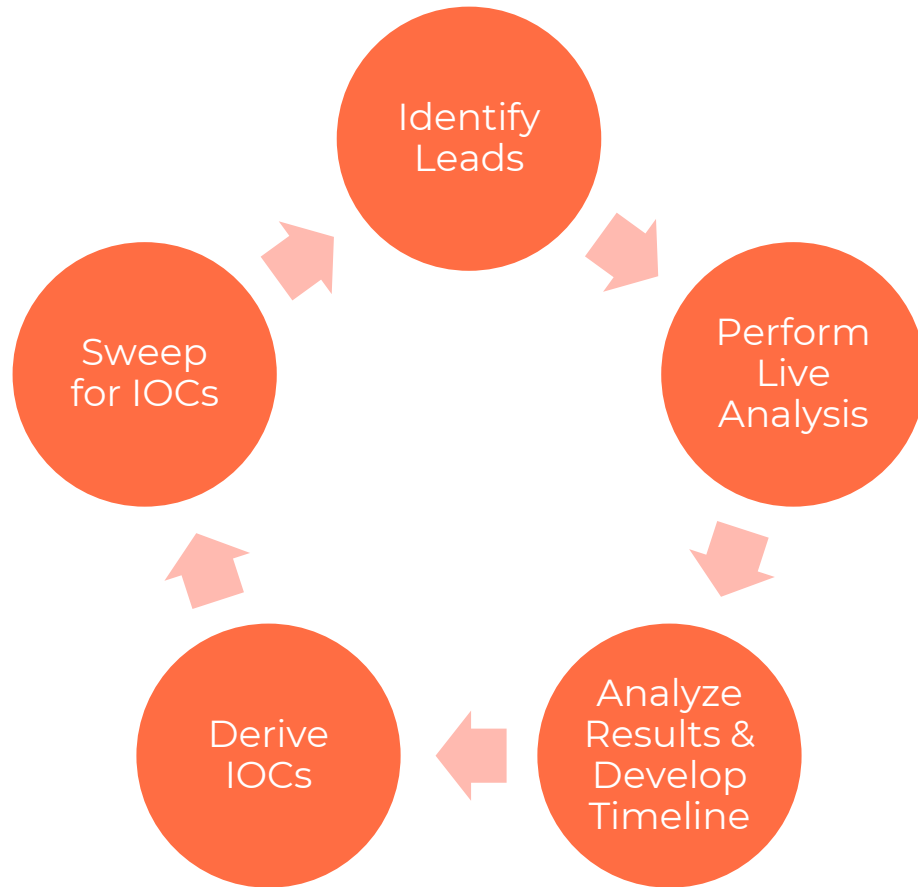 Identify
Leads
Perform
Live
Analysis
Analyze
Results &
Develop
Timeline
Derive
IOCs
Sweep
for IOCs